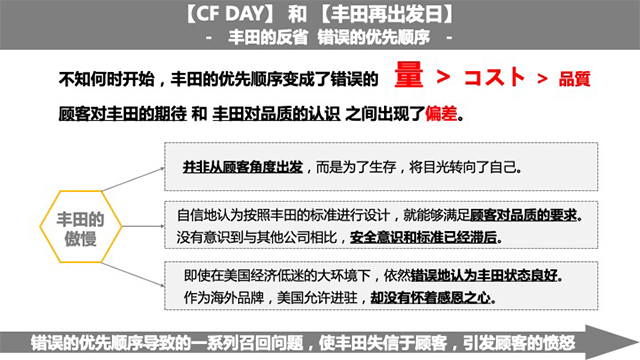 【CF DAY】 和 【丰田再出发日】
- 丰田的反省 错误的优先顺序 -
不知何时开始，丰田的优先顺序变成了错误的 量 > コスト > 品質
顾客对丰田的期待 和 丰田对品质的认识 之间出现了偏差。
并非从顾客角度出发，而是为了生存，将目光转向了自己。
丰田的
傲慢
自信地认为按照丰田的标准进行设计，就能够满足顾客对品质的要求。
没有意识到与其他公司相比，安全意识和标准已经滞后。
即使在美国经济低迷的大环境下，依然错误地认为丰田状态良好。
作为海外品牌，美国允许进驻，却没有怀着感恩之心。
错误的优先顺序导致的一系列召回问题，使丰田失信于顾客，引发顾客的愤怒